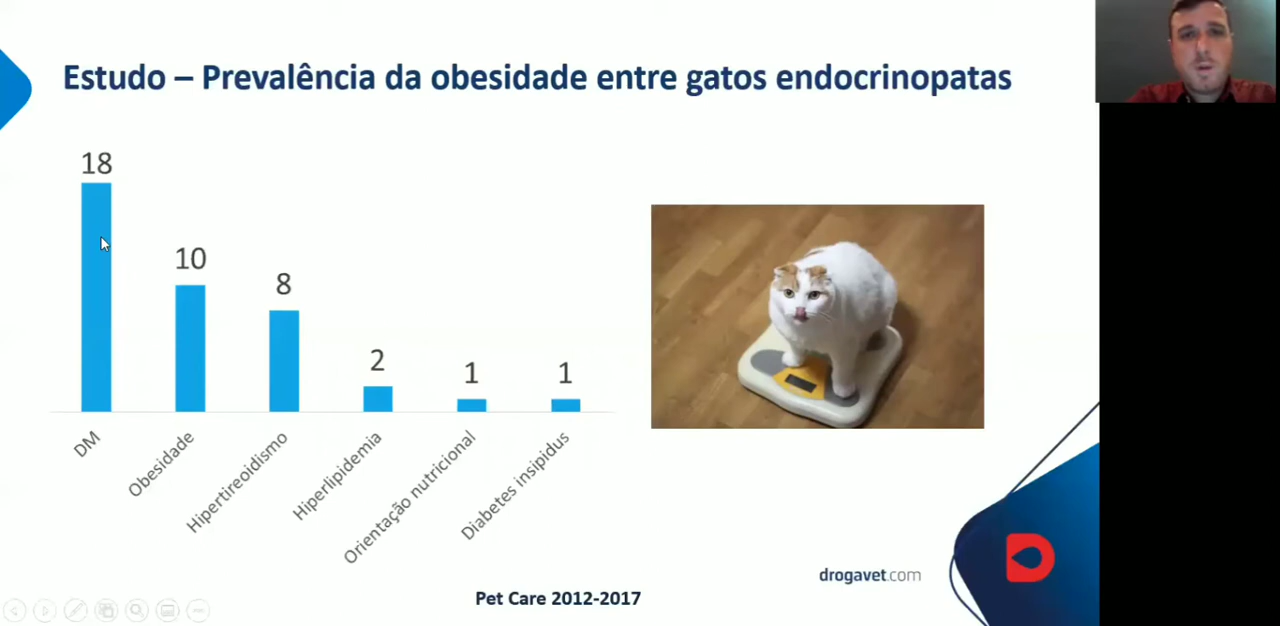 Estudo – Prevalência da obesidade entre gatos endocrinopatas
18
10
8
2
1
1
DM
Obesidade
Hipertireoidismo
Hiperlipidemia
Orientação nutricional
Diabetes insipidus
drogavet.com
Pet Care 2012-2017